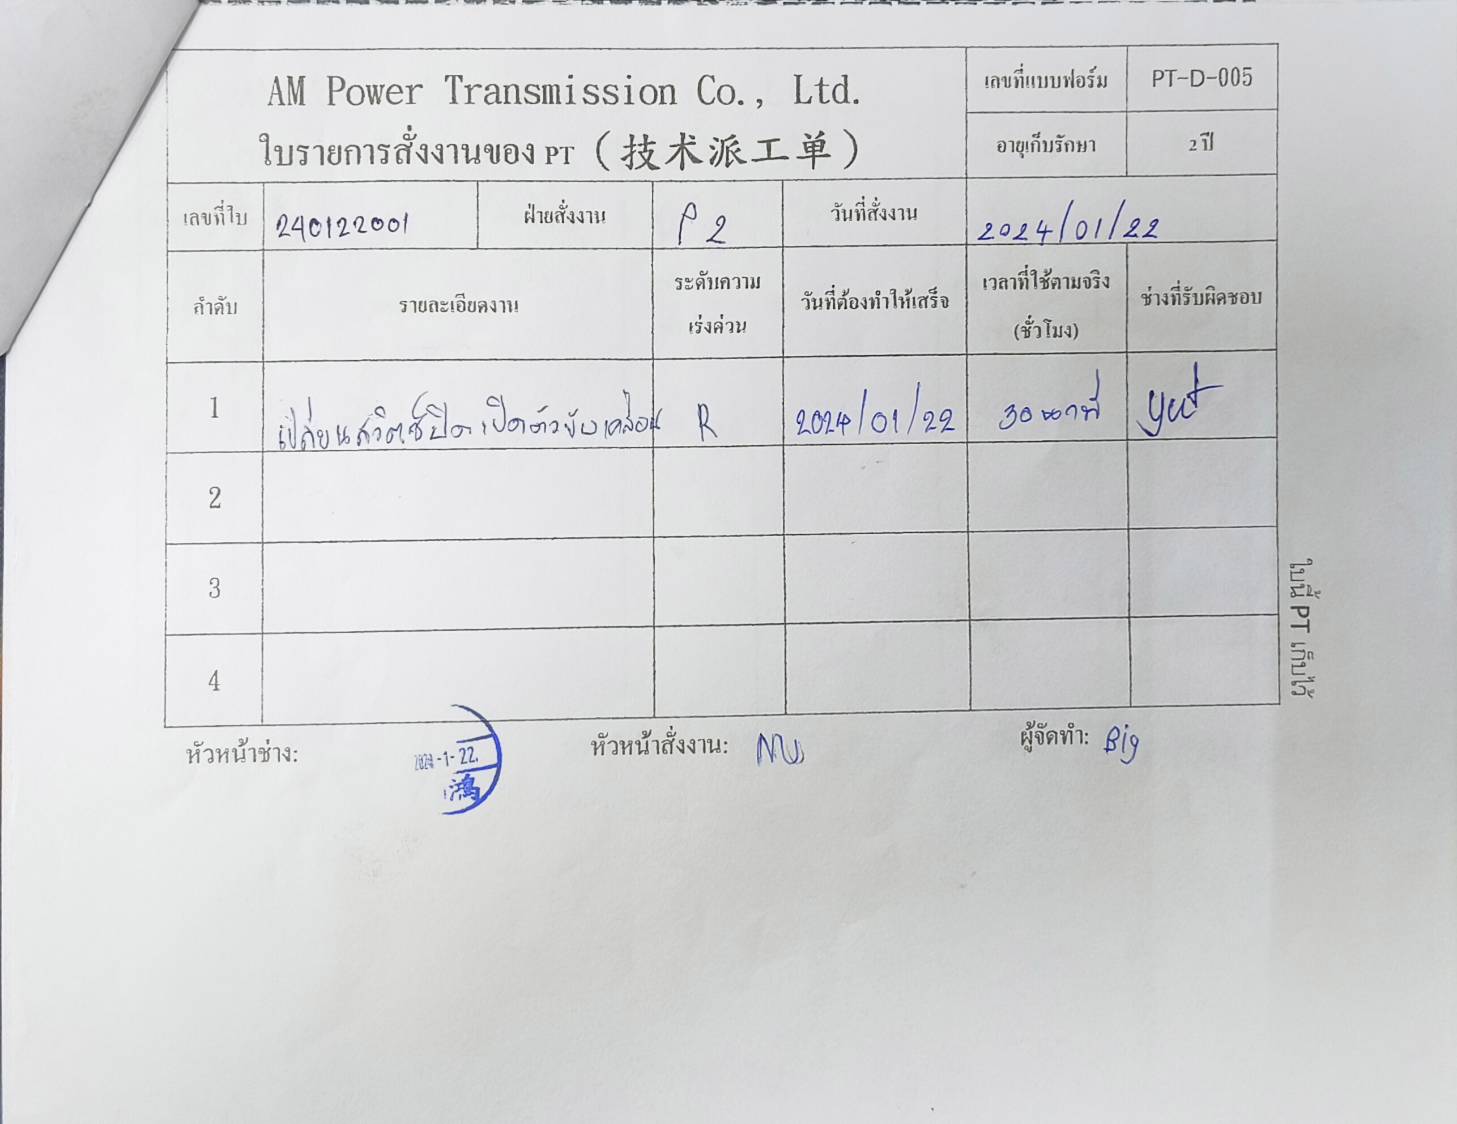 AM Power Transmission Co., Ltd.
ใบรายการสั่งงานของ PT (技术派工单)
เลขที่แบบฟอร์ม PT-D-005
อายุเก็บรักษา 2 ปี
เลขที่ใบ 240122001 ฝ่ายสั่งงาน P2 วันที่สั่งงาน 2024/01/22
ลำดับ รายละเอียดงาน ระดับความเร่งค่วน วันที่ต้องทำให้เสร็จ เวลาที่ใช้ตามจริง (ชั่วโมง) ช่างที่รับผิดชอบ
1 เปลี่ยนสวิตซ์ปิดเปิดตัวขับเคลื่อน R 2024/01/22 30 นาที yut
2
3
4
หัวหน้าช่าง: 2024-1-22. 鴻 หัวหน้าสั่งงาน: ผู้จัดทำ: Big
ใบนี้ PT เก็บไว้